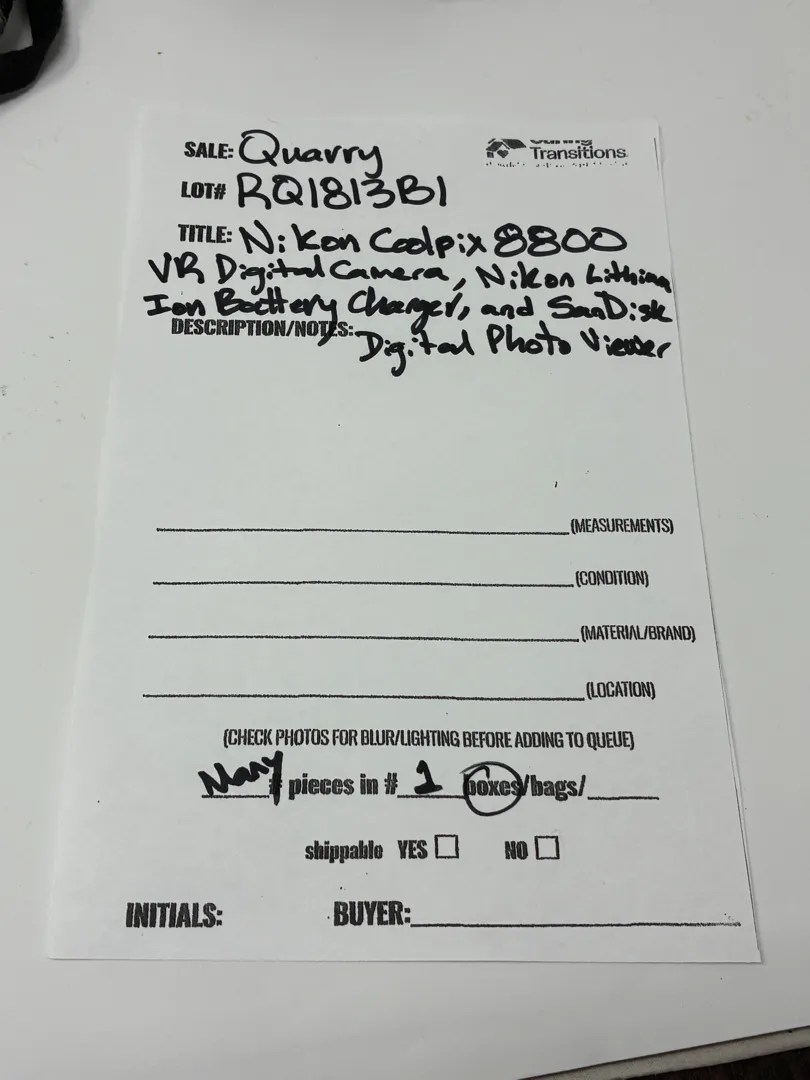 SALE: Quarry
Transitions
LOT# RQ1813B1
TITLE: Nikon Coolpix 8800
VR Digital Camera, Nikon Lithium
Ion Battery Charger, and SanDisk
DESCRIPTION/NOTES: Digital Photo Viewer
(MEASUREMENTS)
(CONDITION)
(MATERIAL/BRAND)
(LOCATION)
(CHECK PHOTOS FOR BLUR/LIGHTING BEFORE ADDING TO QUEUE)
Many # pieces in # 1 boxes/bags/
shippable YES NO
INITIALS: BUYER: